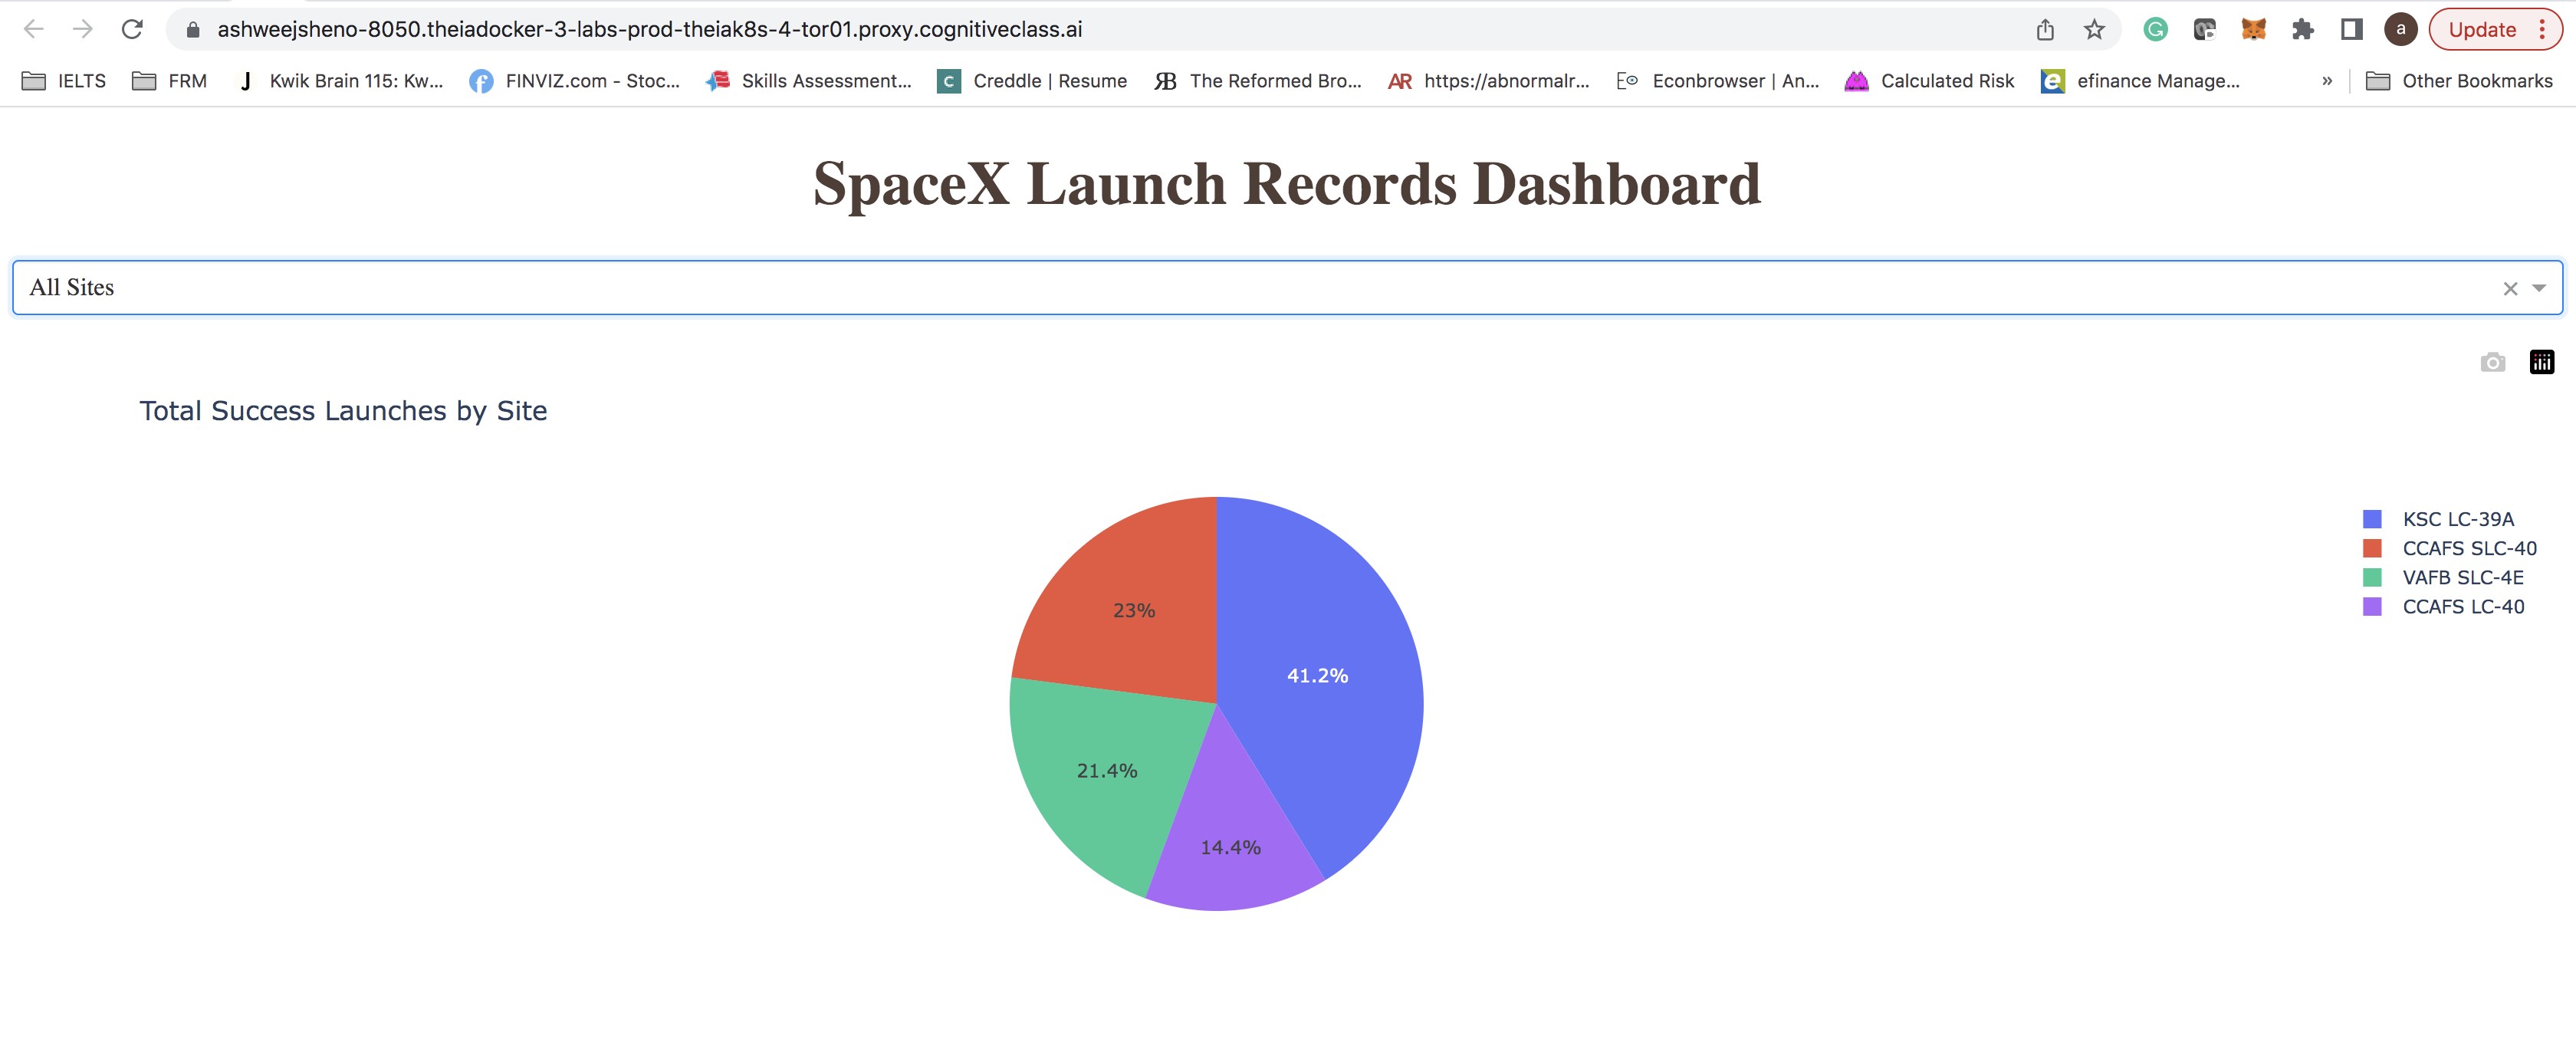 ashweejsheno-8050.theiadocker-3-labs-prod-theiak8s-4-tor01.proxy.cognitiveclass.ai
a
Update
IELTS
FRM
J Kwik Brain 115: Kw...
f FINVIZ.com - Stoc...
Skills Assessment...
C Creddle | Resume
RB The Reformed Bro...
AR https://abnormalr...
E Econbrowser | An...
Calculated Risk
e efinance Manage...
»
Other Bookmarks
SpaceX Launch Records Dashboard
All Sites
Total Success Launches by Site
KSC LC-39A
CCAFS SLC-40
VAFB SLC-4E
CCAFS LC-40
23%
41.2%
21.4%
14.4%